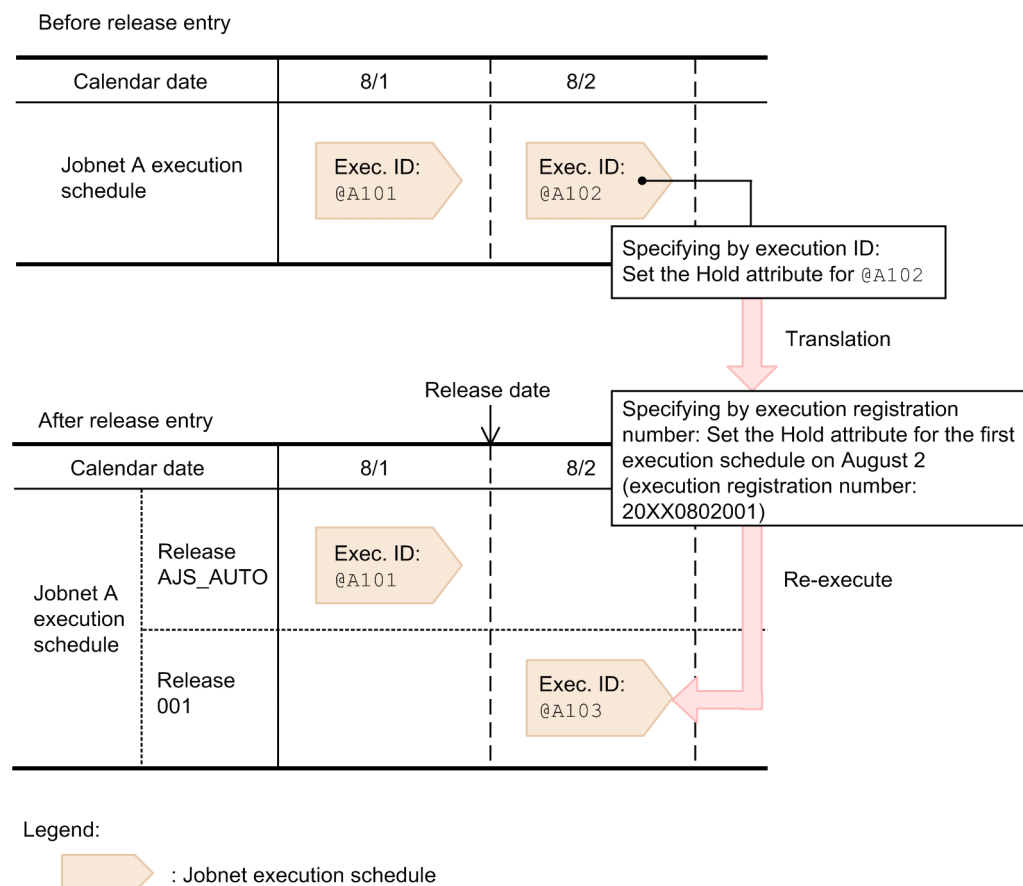 Before release entry
Calendar date
8/1
8/2
Jobnet A execution
schedule
Exec. ID:
@A101
Exec. ID:
@A102
Specifying by execution ID:
Set the Hold attribute for @A102
Translation
Release date
After release entry
Specifying by execution registration
number: Set the Hold attribute for the first
execution schedule on August 2
(execution registration number:
20XX0802001)
Calendar date
8/1
8/2
Jobnet A
execution
schedule
Release
AJS_AUTO
Exec. ID:
@A101
Re-execute
Release
001
Exec. ID:
@A103
Legend:
: Jobnet execution schedule